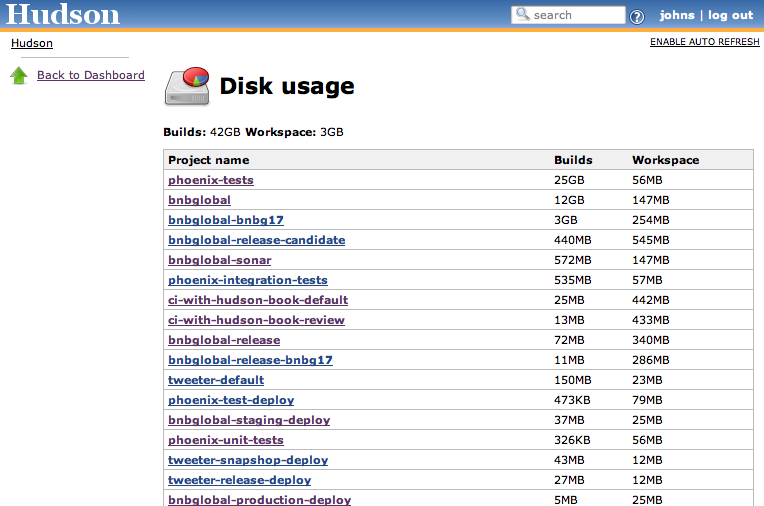 Hudson
search
?
johns | log out
Hudson
ENABLE AUTO REFRESH
Back to Dashboard
Disk usage
Builds: 42GB Workspace: 3GB
Project name Builds Workspace
phoenix-tests 25GB 56MB
bnbglobal 12GB 147MB
bnbglobal-bnbg17 3GB 254MB
bnbglobal-release-candidate 440MB 545MB
bnbglobal-sonar 572MB 147MB
phoenix-integration-tests 535MB 57MB
ci-with-hudson-book-default 25MB 442MB
ci-with-hudson-book-review 13MB 433MB
bnbglobal-release 72MB 340MB
bnbglobal-release-bnbg17 11MB 286MB
tweeter-default 150MB 23MB
phoenix-test-deploy 473KB 79MB
bnbglobal-staging-deploy 37MB 25MB
phoenix-unit-tests 326KB 56MB
tweeter-snapshop-deploy 43MB 12MB
tweeter-release-deploy 27MB 12MB
bnbglobal-production-deploy 5MB 25MB